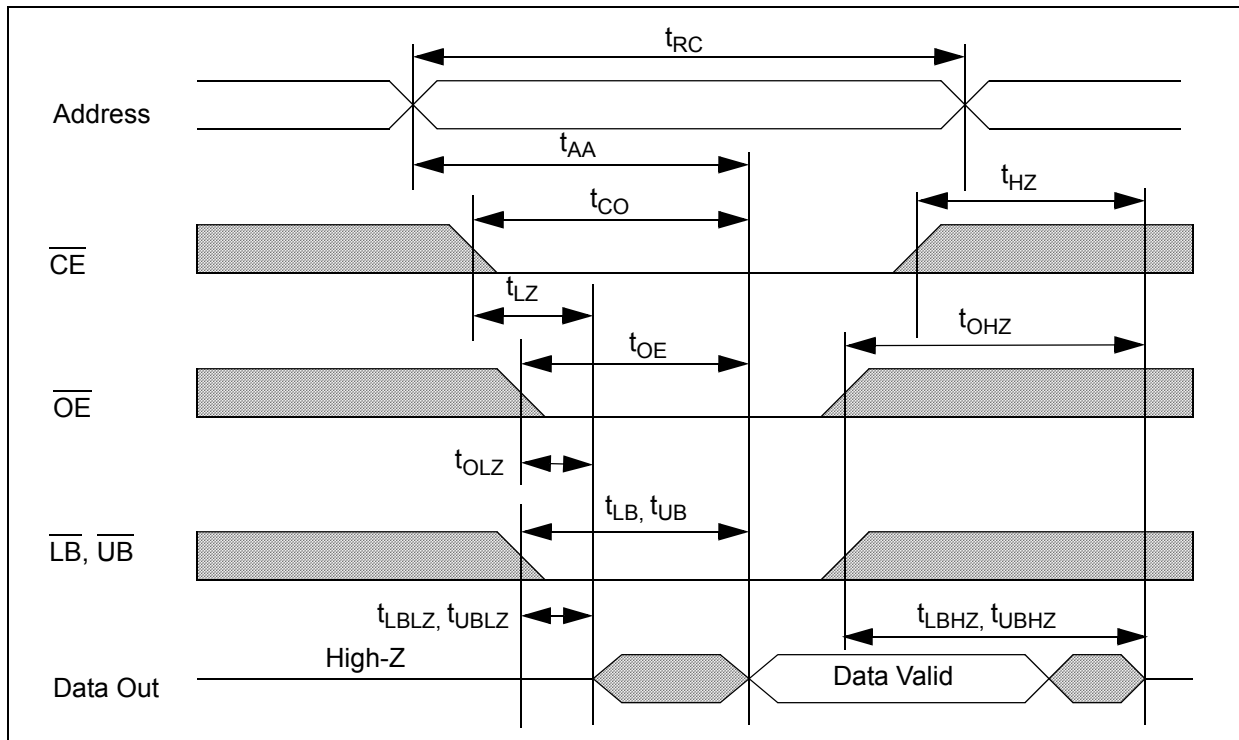 tRC
Address
tAA
tHZ
tCO
CE
tLZ
tOHZ
tOE
OE
tOLZ
tLB, tUB
LB, UB
tLBLZ, tUBLZ
tLBHZ, tUBHZ
High-Z
Data Valid
Data Out